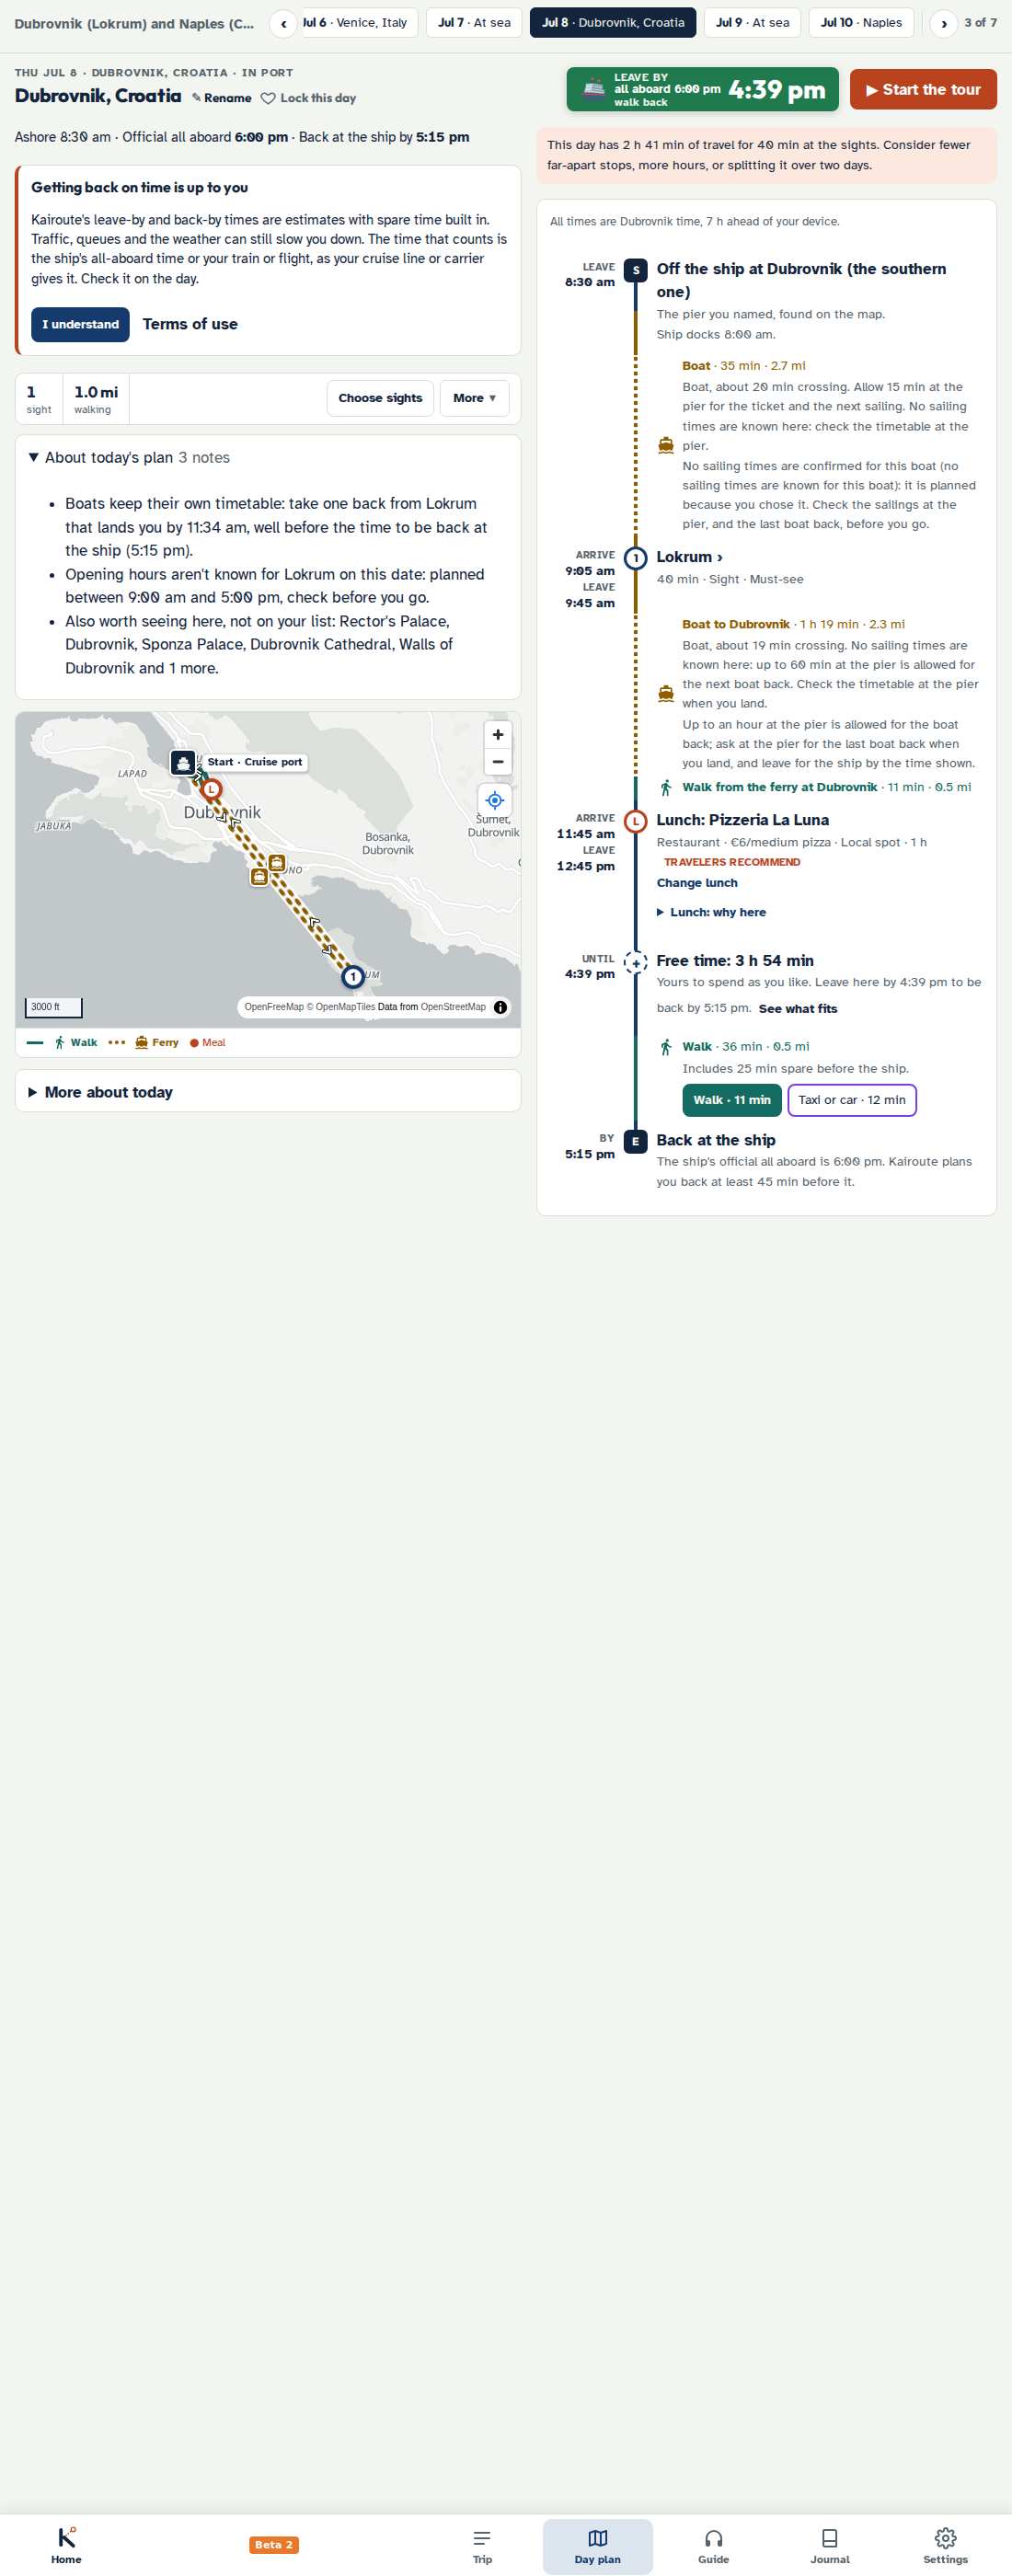 Dubrovnik (Lokrum) and Naples (C...
‹
Jul 6 · Venice, Italy
Jul 7 · At sea
Jul 8 · Dubrovnik, Croatia
Jul 9 · At sea
Jul 10 · Naples
›
3 of 7
THU JUL 8 · DUBROVNIK, CROATIA · IN PORT
Dubrovnik, Croatia
✎ Rename
Lock this day
LEAVE BY
all aboard 6:00 pm
walk back
4:39 pm
▶ Start the tour
Ashore 8:30 am · Official all aboard 6:00 pm · Back at the ship by 5:15 pm
Getting back on time is up to you
Kairoute's leave-by and back-by times are estimates with spare time built in.
Traffic, queues and the weather can still slow you down. The time that counts is
the ship's all-aboard time or your train or flight, as your cruise line or carrier
gives it. Check it on the day.
I understand
Terms of use
1
sight
1.0 mi
walking
Choose sights
More ▼
▼ About today's plan 3 notes
• Boats keep their own timetable: take one back from Lokrum
that lands you by 11:34 am, well before the time to be back at
the ship (5:15 pm).
• Opening hours aren't known for Lokrum on this date: planned
between 9:00 am and 5:00 pm, check before you go.
• Also worth seeing here, not on your list: Rector's Palace,
Dubrovnik, Sponza Palace, Dubrovnik Cathedral, Walls of
Dubrovnik and 1 more.
LAPAD
Start · Cruise port
L
Dubrovnik
JABUKA
Bosanka,
Dubrovnik
Šumet,
Dubrovnik
1
+
−
3000 ft
OpenFreeMap © OpenMapTiles Data from OpenStreetMap
Walk
Ferry
Meal
▶ More about today
This day has 2 h 41 min of travel for 40 min at the sights. Consider fewer
far-apart stops, more hours, or splitting it over two days.
All times are Dubrovnik time, 7 h ahead of your device.
LEAVE
8:30 am
S
Off the ship at Dubrovnik (the southern
one)
The pier you named, found on the map.
Ship docks 8:00 am.
Boat · 35 min · 2.7 mi
Boat, about 20 min crossing. Allow 15 min at the
pier for the ticket and the next sailing. No sailing
times are known here: check the timetable at the
pier.
No sailing times are confirmed for this boat (no
sailing times are known for this boat): it is planned
because you chose it. Check the sailings at the
pier, and the last boat back, before you go.
ARRIVE
9:05 am
LEAVE
9:45 am
1
Lokrum ›
40 min · Sight · Must-see
Boat to Dubrovnik · 1 h 19 min · 2.3 mi
Boat, about 19 min crossing. No sailing times are
known here: up to 60 min at the pier is allowed for
the next boat back. Check the timetable at the pier
when you land.
Up to an hour at the pier is allowed for the boat
back; ask at the pier for the last boat back when
you land, and leave for the ship by the time shown.
Walk from the ferry at Dubrovnik · 11 min · 0.5 mi
ARRIVE
11:45 am
LEAVE
12:45 pm
L
Lunch: Pizzeria La Luna
Restaurant · €6/medium pizza · Local spot · 1 h
TRAVELERS RECOMMEND
Change lunch
▶ Lunch: why here
UNTIL
4:39 pm
+
Free time: 3 h 54 min
Yours to spend as you like. Leave here by 4:39 pm to be
back by 5:15 pm. See what fits
Walk · 36 min · 0.5 mi
Includes 25 min spare before the ship.
Walk · 11 min
Taxi or car · 12 min
BY
5:15 pm
E
Back at the ship
The ship's official all aboard is 6:00 pm. Kairoute plans
you back at least 45 min before it.
Home
Beta 2
Trip
Day plan
Guide
Journal
Settings